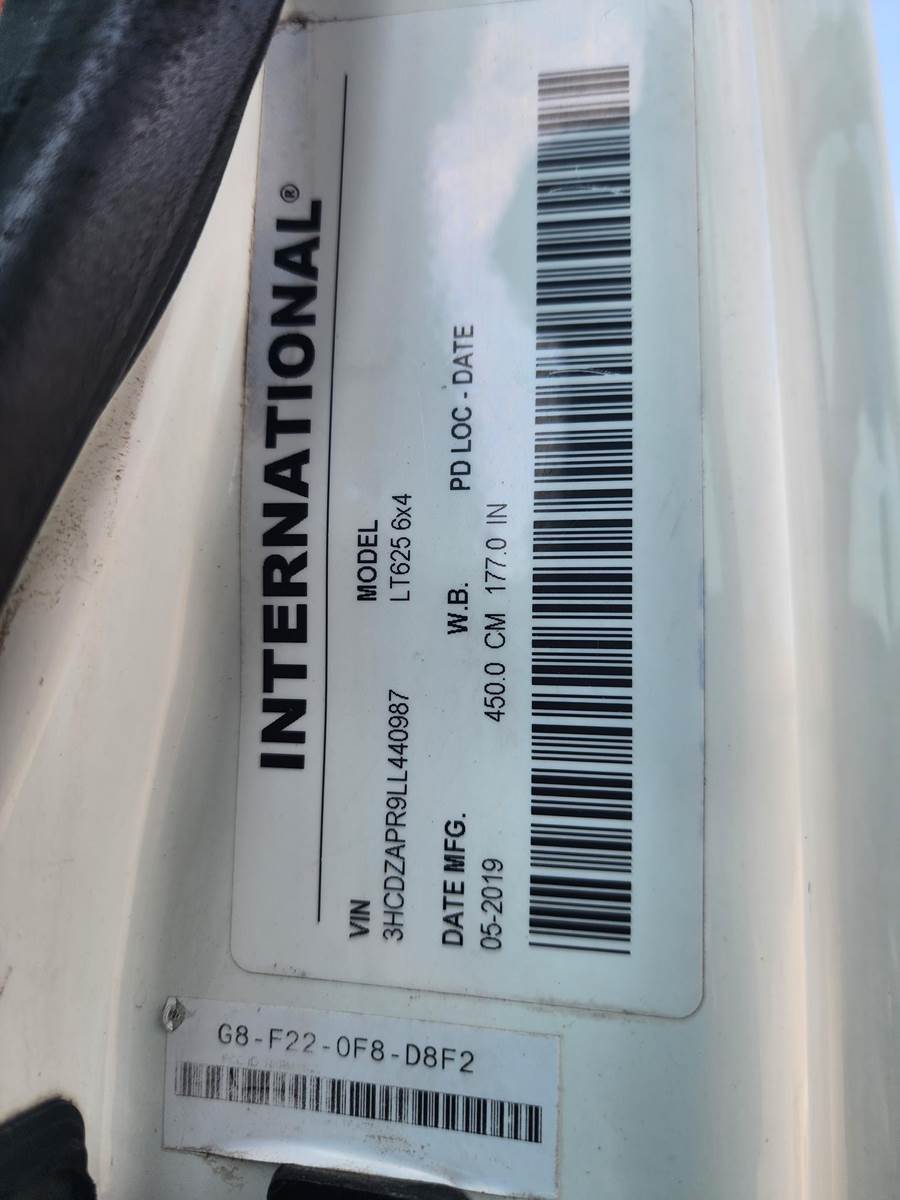 INTERNATIONAL®
VIN MODEL
3HCDZAPR9LL440987 LT625 6x4
DATE MFG. W.B. PD LOC - DATE
05-2019 450.0 CM 177.0 IN
G8-F22-0F8-D8F2